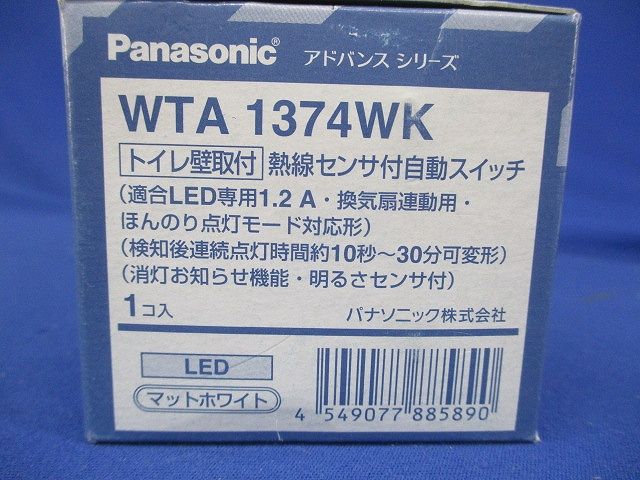 Panasonic® アドバンス シリーズ
WTA 1374WK
トイレ壁取付 熱線センサ付自動スイッチ
(適合LED専用1.2 A・換気扇連動用・
ほんのり点灯モード対応形)
(検知後連続点灯時間約10秒〜30分可変形)
(消灯お知らせ機能・明るさセンサ付)
1コ入 パナソニック株式会社
LED
マットホワイト
4 549077 885890